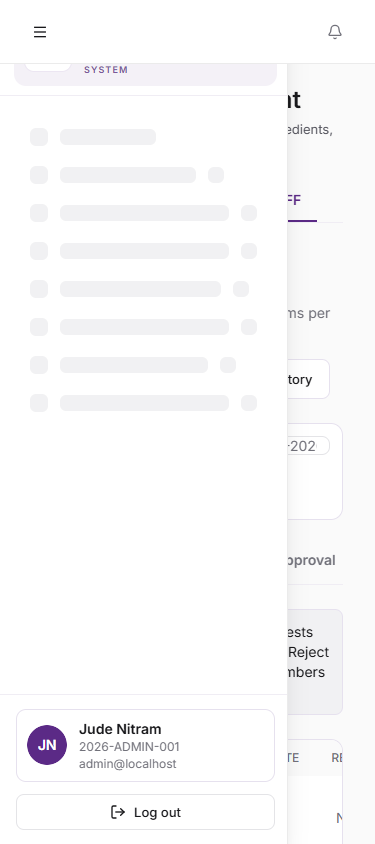 SYSTEM
nt
edients,
FF
ms per
tory
-202
pproval
ests
Reject
mbers
TE RE
N
Jude Nitram
2026-ADMIN-001
admin@localhost
JN
Log out